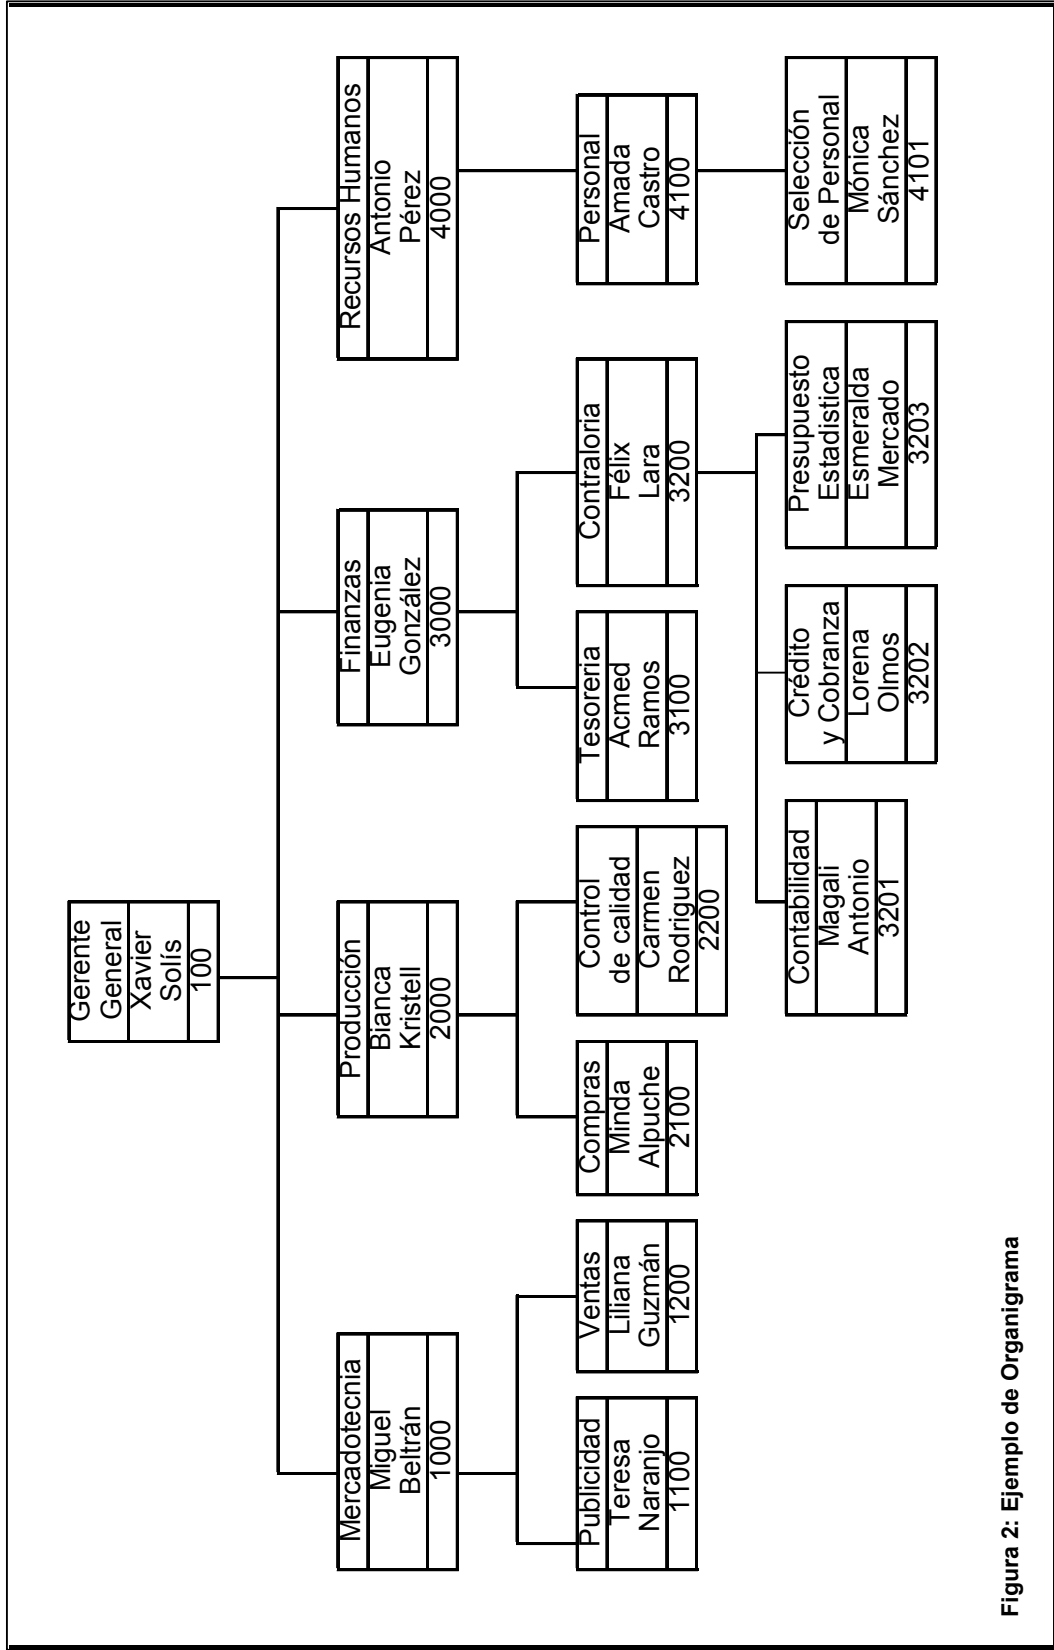 Gerente
General
Xavier
Solís
100
Mercadotecnia
Miguel
Beltrán
1000
Producción
Bianca
Kristell
2000
Finanzas
Eugenia
González
3000
Recursos Humanos
Antonio
Pérez
4000
Publicidad
Teresa
Naranjo
1100
Ventas
Liliana
Guzmán
1200
Compras
Minda
Alpuche
2100
Control
de calidad
Carmen
Rodriguez
2200
Tesoreria
Acmed
Ramos
3100
Contraloria
Félix
Lara
3200
Personal
Amada
Castro
4100
Contabilidad
Magali
Antonio
3201
Crédito
y Cobranza
Lorena
Olmos
3202
Presupuesto
Estadistica
Esmeralda
Mercado
3203
Selección
de Personal
Mónica
Sánchez
4101
Figura 2: Ejemplo de Organigrama